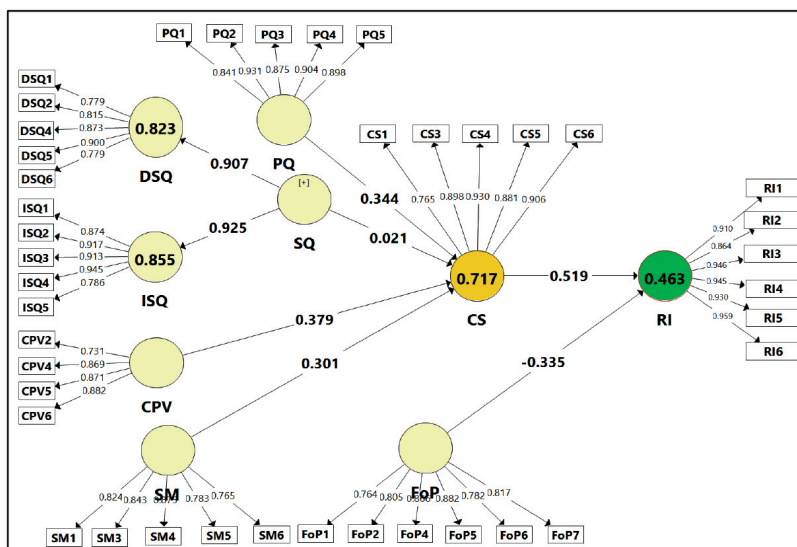 PQ1 PQ2 PQ3 PQ4 PQ5
0.841 0.931 0.875 0.904 0.898
PQ
DSQ1
DSQ2
DSQ4
DSQ5
DSQ6
0.779
0.815
0.873
0.900
0.779
0.823
DSQ
0.907
[+]
SQ
0.925
ISQ1
ISQ2
ISQ3
ISQ4
ISQ5
0.874
0.917
0.913
0.945
0.786
0.855
ISQ
0.344
0.021
CS1 CS3 CS4 CS5 CS6
0.765 0.898 0.930 0.881 0.906
0.717
CS
0.519
0.463
RI
RI1
RI2
RI3
RI4
RI5
RI6
0.910
0.864
0.946
0.945
0.930
0.959
CPV2
CPV4
CPV5
CPV6
0.731
0.869
0.871
0.882
CPV
0.379
0.301
-0.335
SM
0.824 0.843 0.783 0.765
SM1 SM3 SM4 SM5 SM6
FoP
0.764 0.805 0.882 0.782 0.817
FoP1 FoP2 FoP4 FoP5 FoP6 FoP7